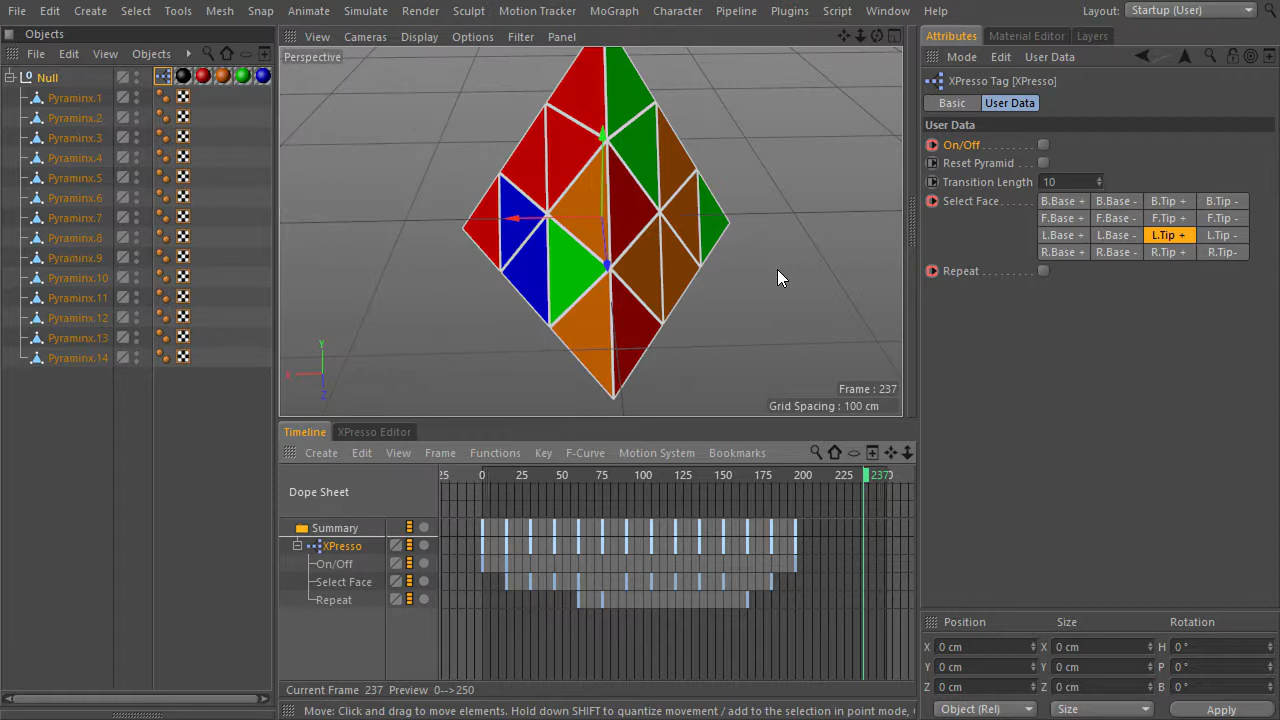 File Edit Create Select Tools Mesh Snap Animate Simulate Render Sculpt Motion Tracker MoGraph Character Pipeline Plugins Script Window Help Layout: Startup (User)
Objects
File Edit View Objects
Null
Pyraminx.1
Pyraminx.2
Pyraminx.3
Pyraminx.4
Pyraminx.5
Pyraminx.6
Pyraminx.7
Pyraminx.8
Pyraminx.9
Pyraminx.10
Pyraminx.11
Pyraminx.12
Pyraminx.13
Pyraminx.14
View Cameras Display Options Filter Panel
Perspective
Y
X
Z
Frame : 237
Grid Spacing : 100 cm
Timeline XPresso Editor
Create Edit View Frame Functions Key F-Curve Motion System Bookmarks
25 0 25 50 75 100 125 150 175 200 225 237
Dope Sheet
Summary
XPresso
On/Off
Select Face
Repeat
Current Frame 237 Preview 0-->250
Move: Click and drag to move elements. Hold down SHIFT to quantize movement / add to the selection in point mode,
Attributes Material Editor Layers
Mode Edit User Data
XPresso Tag [XPresso]
Basic User Data
User Data
On/Off
Reset Pyramid
Transition Length 10
Select Face B.Base + B.Base - B.Tip + B.Tip -
F.Base + F.Base - F.Tip + F.Tip -
L.Base + L.Base - L.Tip + L.Tip -
R.Base + R.Base - R.Tip + R.Tip-
Repeat
Position Size Rotation
X 0 cm X 0 cm H 0 °
Y 0 cm Y 0 cm P 0 °
Z 0 cm Z 0 cm B 0 °
Object (Rel) Size Apply